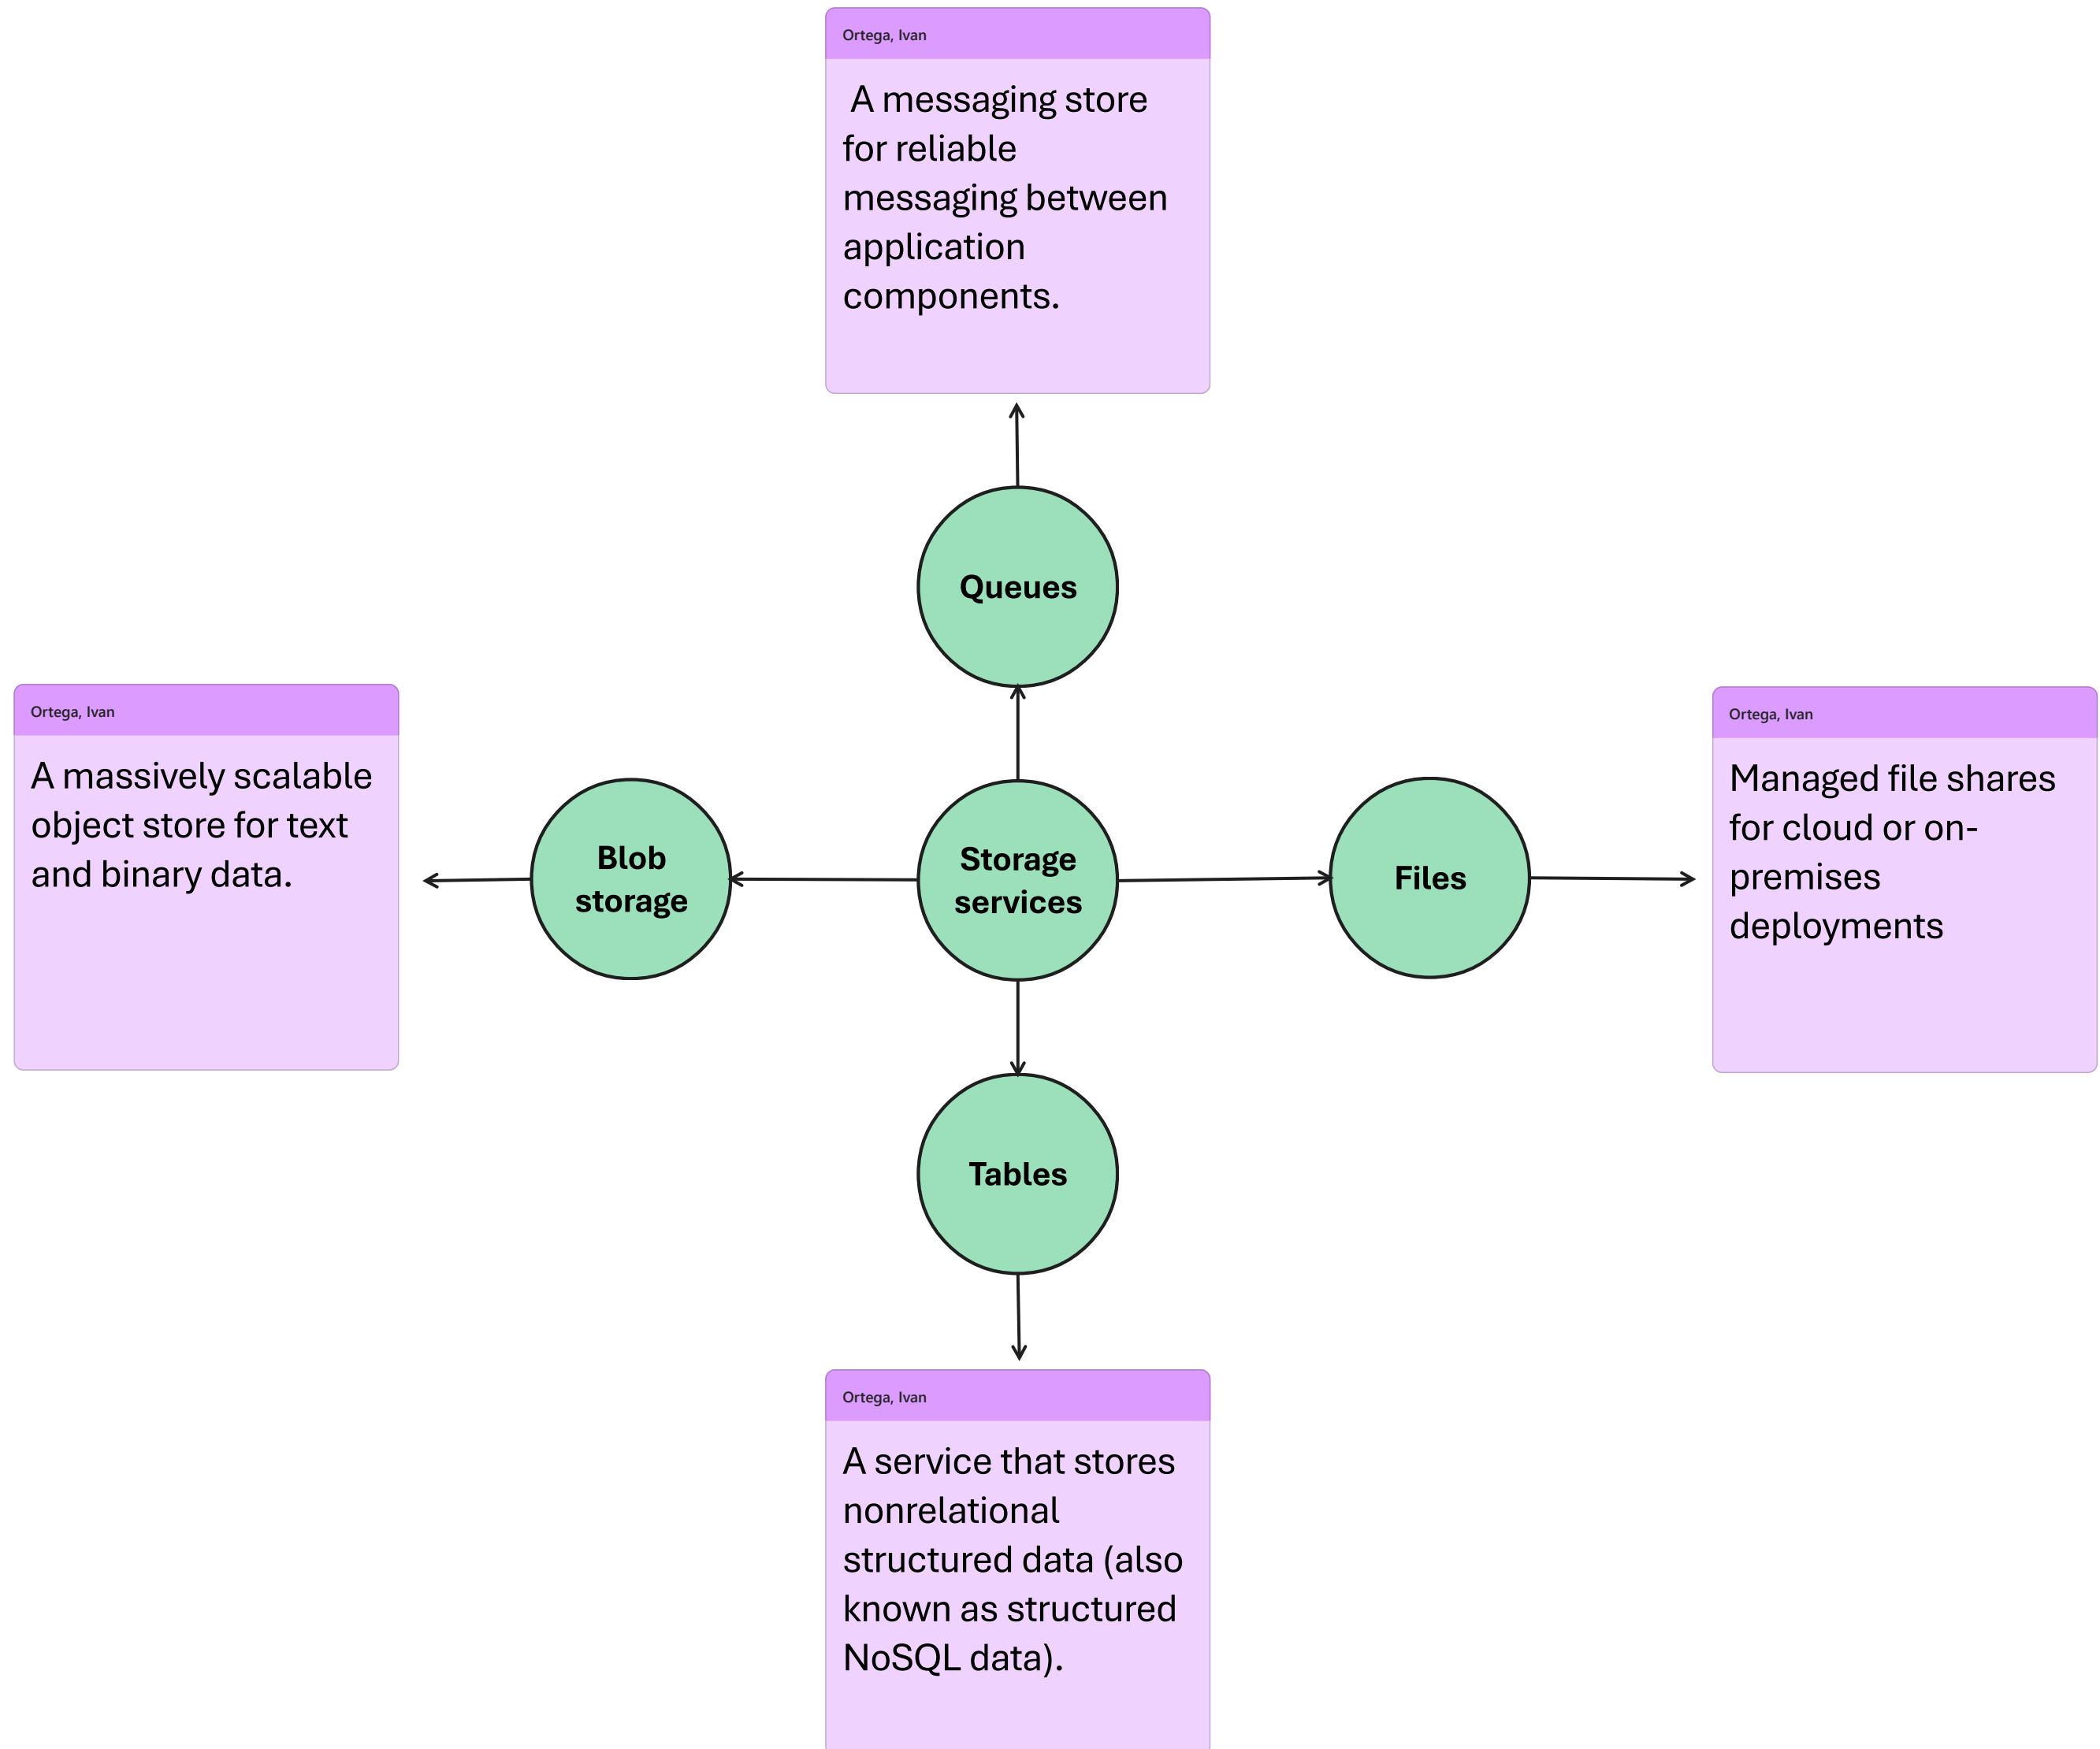 Ortega, Ivan
A messaging store
for reliable
messaging between
application
components.
Queues
Ortega, Ivan
A massively scalable
object store for text
and binary data.
Blob
storage
Storage
services
Files
Ortega, Ivan
Managed file shares
for cloud or on-
premises
deployments
Tables
Ortega, Ivan
A service that stores
nonrelational
structured data (also
known as structured
NoSQL data).